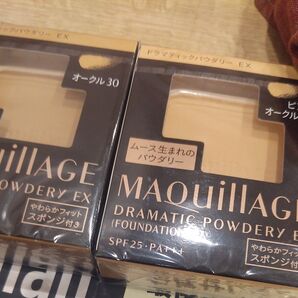 オークル30
QuillAGE
POWDERY EX
やわらかフィット
スポンジ付き
ドラマティックパウダリー EX
ピ
オークル
ムース生まれの
パウダリー
MAQuillAGE
DRAMATIC POWDERY E
(FOUNDATION
SPF25・PA+++
やわらかフィット
スポンジ付き